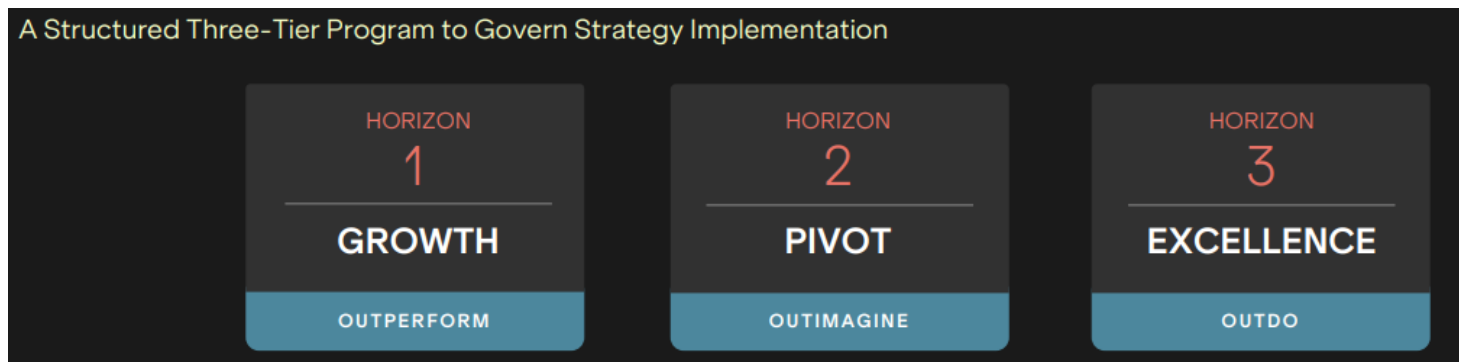 A Structured Three-Tier Program to Govern Strategy Implementation
HORIZON
1
GROWTH
OUTPERFORM
HORIZON
2
PIVOT
OUTIMAGINE
HORIZON
3
EXCELLENCE
OUTDO